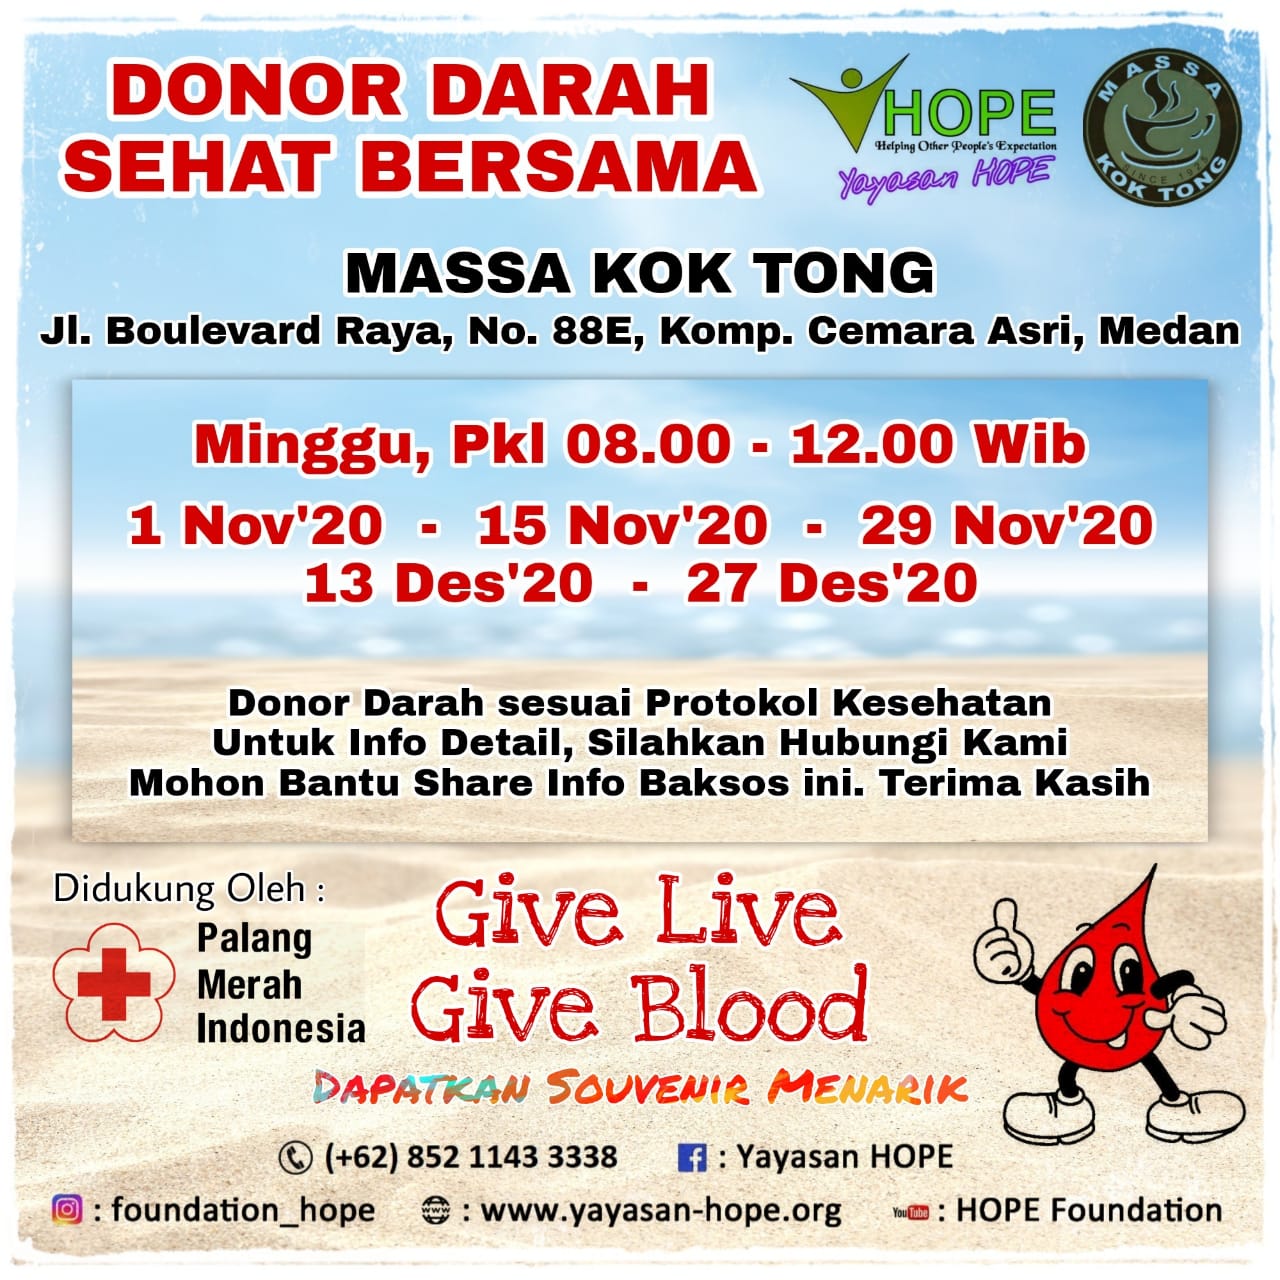 DONOR DARAH
SEHAT BERSAMA
HOPE
Helping Other People's Expectation
Yayasan HOPE
MASSA
KOK TONG
MASSA KOK TONG
Jl. Boulevard Raya, No. 88E, Komp. Cemara Asri, Medan
Minggu, Pkl 08.00 - 12.00 Wib
1 Nov'20 - 15 Nov'20 - 29 Nov'20
13 Des'20 - 27 Des'20
Donor Darah sesuai Protokol Kesehatan
Untuk Info Detail, Silahkan Hubungi Kami
Mohon Bantu Share Info Baksos ini. Terima Kasih
Didukung Oleh :
Palang
Merah
Indonesia
Give Live
Give Blood
DAPATKAN SOUVENIR MENARIK
(+62) 852 1143 3338
: Yayasan HOPE
: foundation_hope
www : www.yayasan-hope.org
YouTube : HOPE Foundation